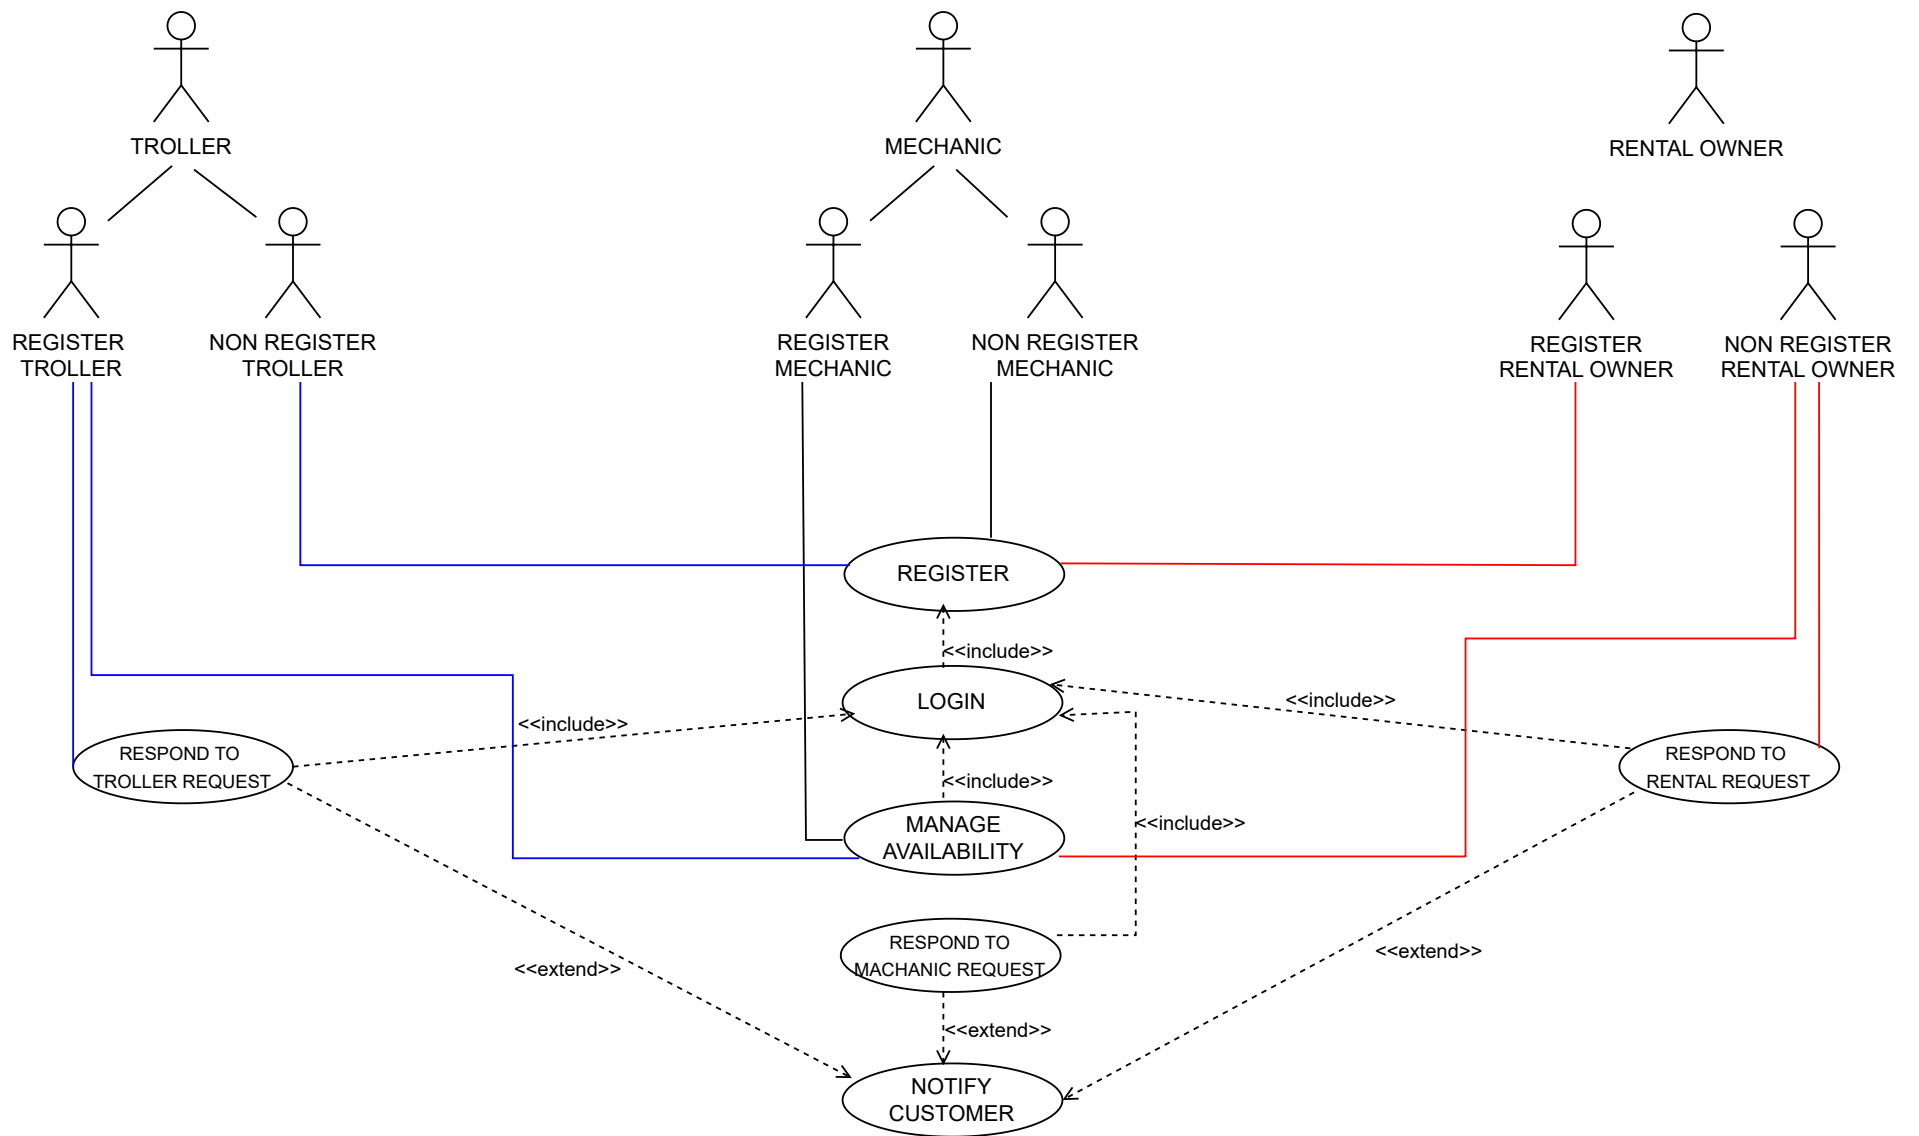 TROLLER
MECHANIC
RENTAL OWNER
REGISTER
TROLLER
NON REGISTER
TROLLER
REGISTER
MECHANIC
NON REGISTER
MECHANIC
REGISTER
RENTAL OWNER
NON REGISTER
RENTAL OWNER
REGISTER
<<include>>
LOGIN
<<include>>
<<include>>
RESPOND TO
TROLLER REQUEST
<<include>>
RESPOND TO
RENTAL REQUEST
MANAGE
AVAILABILITY
<<include>>
RESPOND TO
MACHANIC REQUEST
<<extend>>
<<extend>>
<<extend>>
NOTIFY
CUSTOMER